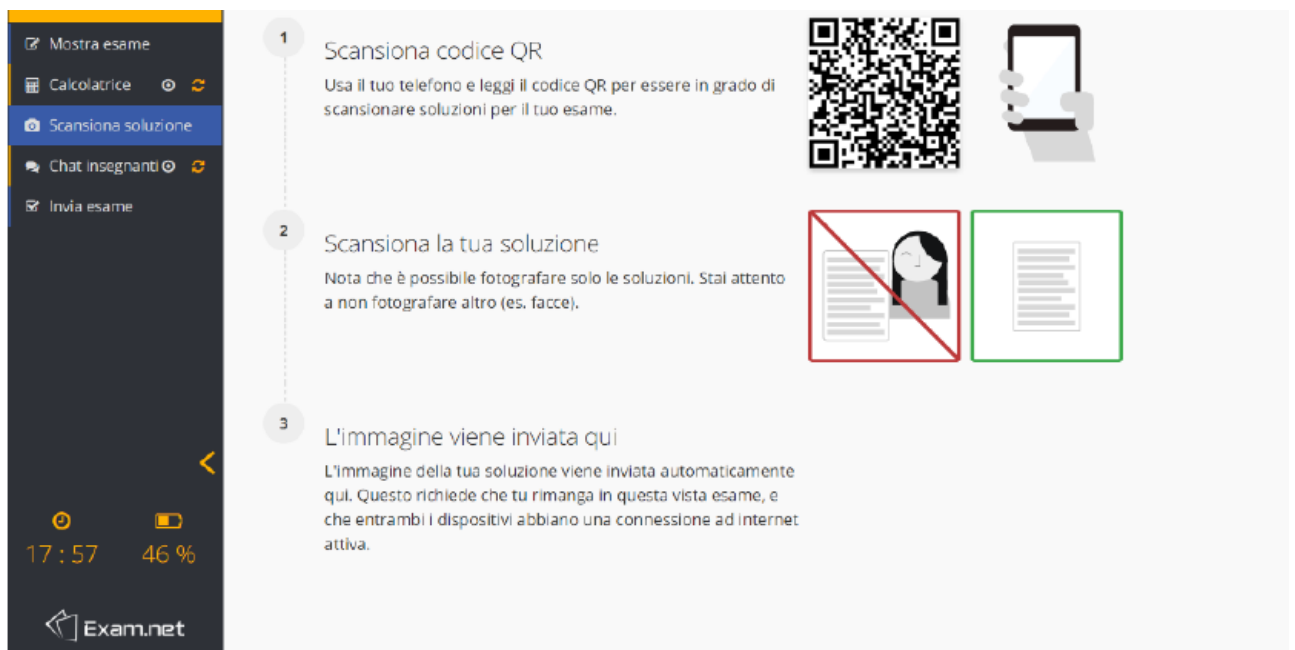 Mostra esame
Calcolatrice
Scansiona soluzione
Chat insegnanti
Invia esame
17 : 57
46 %
Exam.net
1
Scansiona codice QR
Usa il tuo telefono e leggi il codice QR per essere in grado di
scansionare soluzioni per il tuo esame.
2
Scansiona la tua soluzione
Nota che è possibile fotografare solo le soluzioni. Stai attento
a non fotografare altro (es. facce).
3
L'immagine viene inviata qui
L'immagine della tua soluzione viene inviata automaticamente
qui. Questo richiede che tu rimanga in questa vista esame, e
che entrambi i dispositivi abbiano una connessione ad internet
attiva.